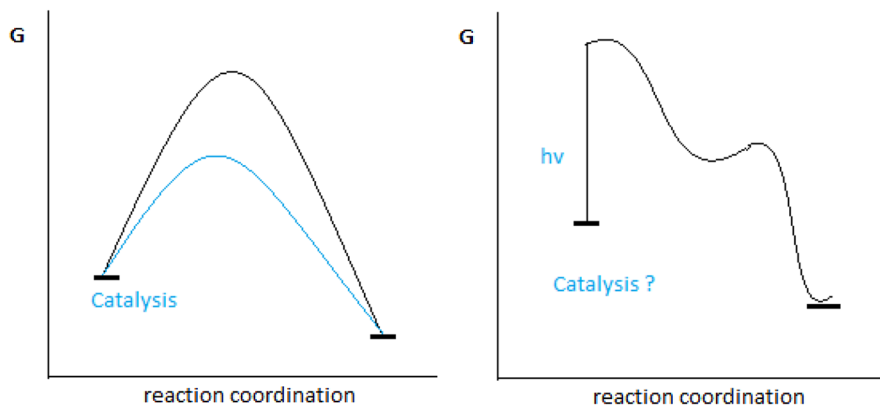 G
Catalysis
reaction coordination
G
hv
Catalysis ?
reaction coordination